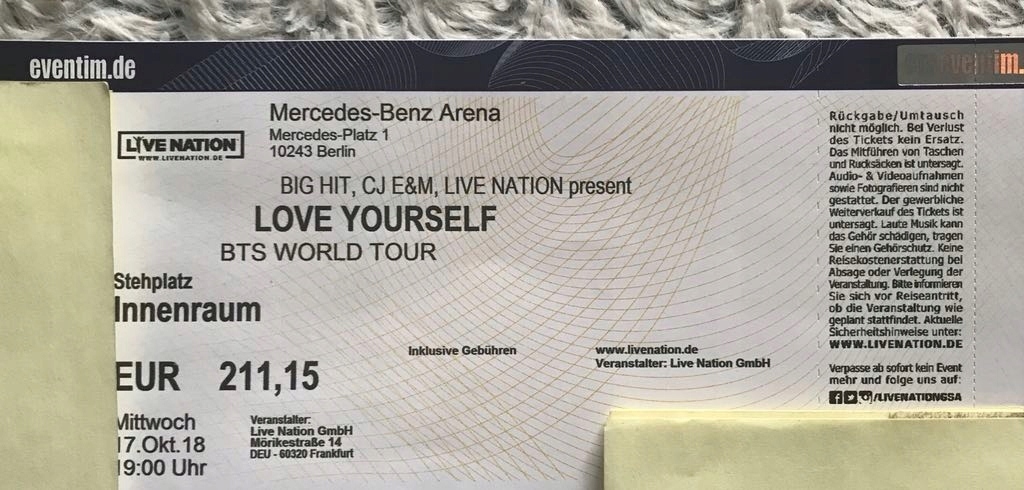 eventim.de
eventim.
LIVE NATION
WWW.LIVENATION.DE
Mercedes-Benz Arena
Mercedes-Platz 1
10243 Berlin
BIG HIT, CJ E&M, LIVE NATION present
LOVE YOURSELF
BTS WORLD TOUR
Stehplatz
Innenraum
Inklusive Gebühren
www.livenation.de
Veranstalter: Live Nation GmbH
EUR 211,15
Mittwoch
17.Okt.18
19:00 Uhr
Veranstalter:
Live Nation GmbH
Mörikestraße 14
DEU - 60320 Frankfurt
Rückgabe/Umtausch
nicht möglich. Bei Verlust
des Tickets kein Ersatz.
Das Mitführen von Taschen
und Rucksäcken ist untersagt.
Audio- & Videoaufnahmen
sowie Fotografieren sind nicht
gestattet. Der gewerbliche
Weiterverkauf des Tickets ist
untersagt. Laute Musik kann
das Gehör schädigen, tragen
Sie einen Gehörschutz. Keine
Reisekostenerstattung bei
Absage oder Verlegung der
Veranstaltung. Bitte informieren
Sie sich vor Reiseantritt,
ob die Veranstaltung wie
geplant stattfindet. Aktuelle
Sicherheitshinweise unter:
WWW.LIVENATION.DE
Verpasse ab sofort kein Event
mehr und folge uns auf:
/LIVENATIONGSA